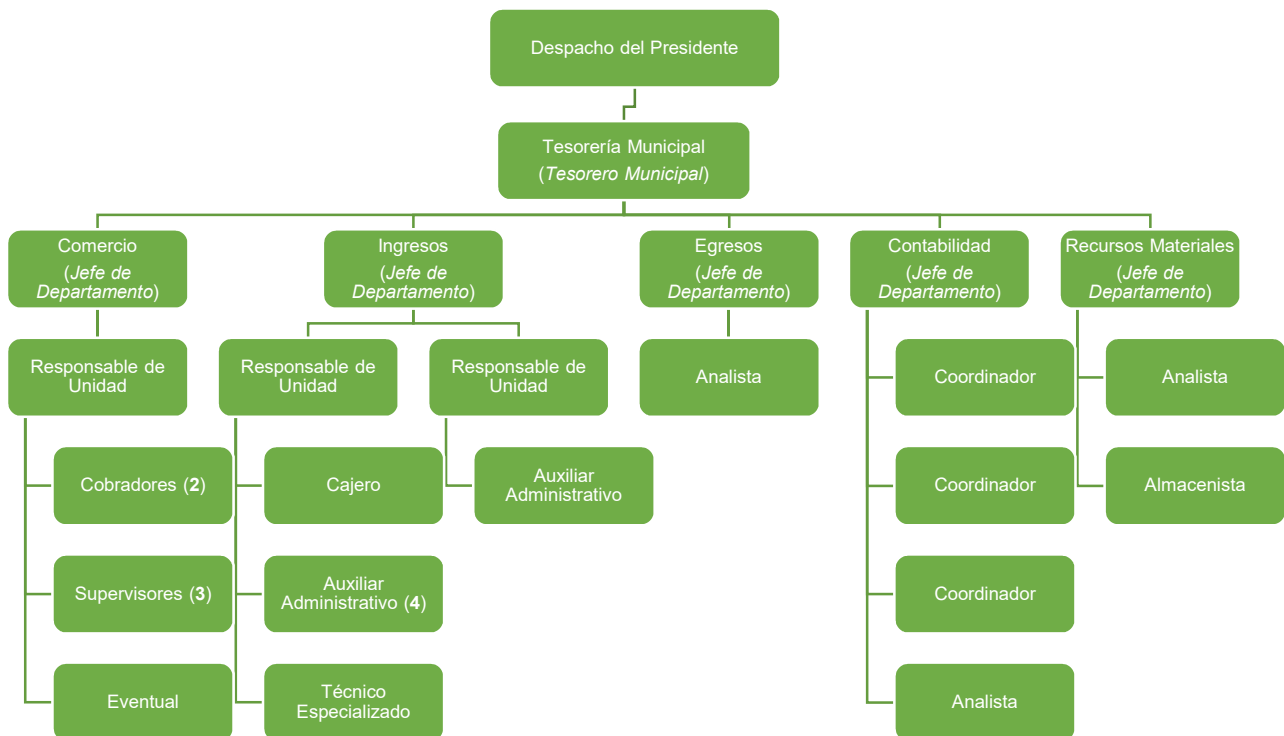 Despacho del Presidente
Tesorería Municipal
(Tesorero Municipal)
Comercio
(Jefe de
Departamento)
Ingresos
(Jefe de
Departamento)
Egresos
(Jefe de
Departamento)
Contabilidad
(Jefe de
Departamento)
Recursos Materiales
(Jefe de
Departamento)
Responsable de
Unidad
Responsable de
Unidad
Responsable de
Unidad
Analista
Coordinador
Analista
Cobradores (2)
Cajero
Auxiliar
Administrativo
Coordinador
Almacenista
Supervisores (3)
Auxiliar
Administrativo (4)
Coordinador
Eventual
Técnico
Especializado
Analista